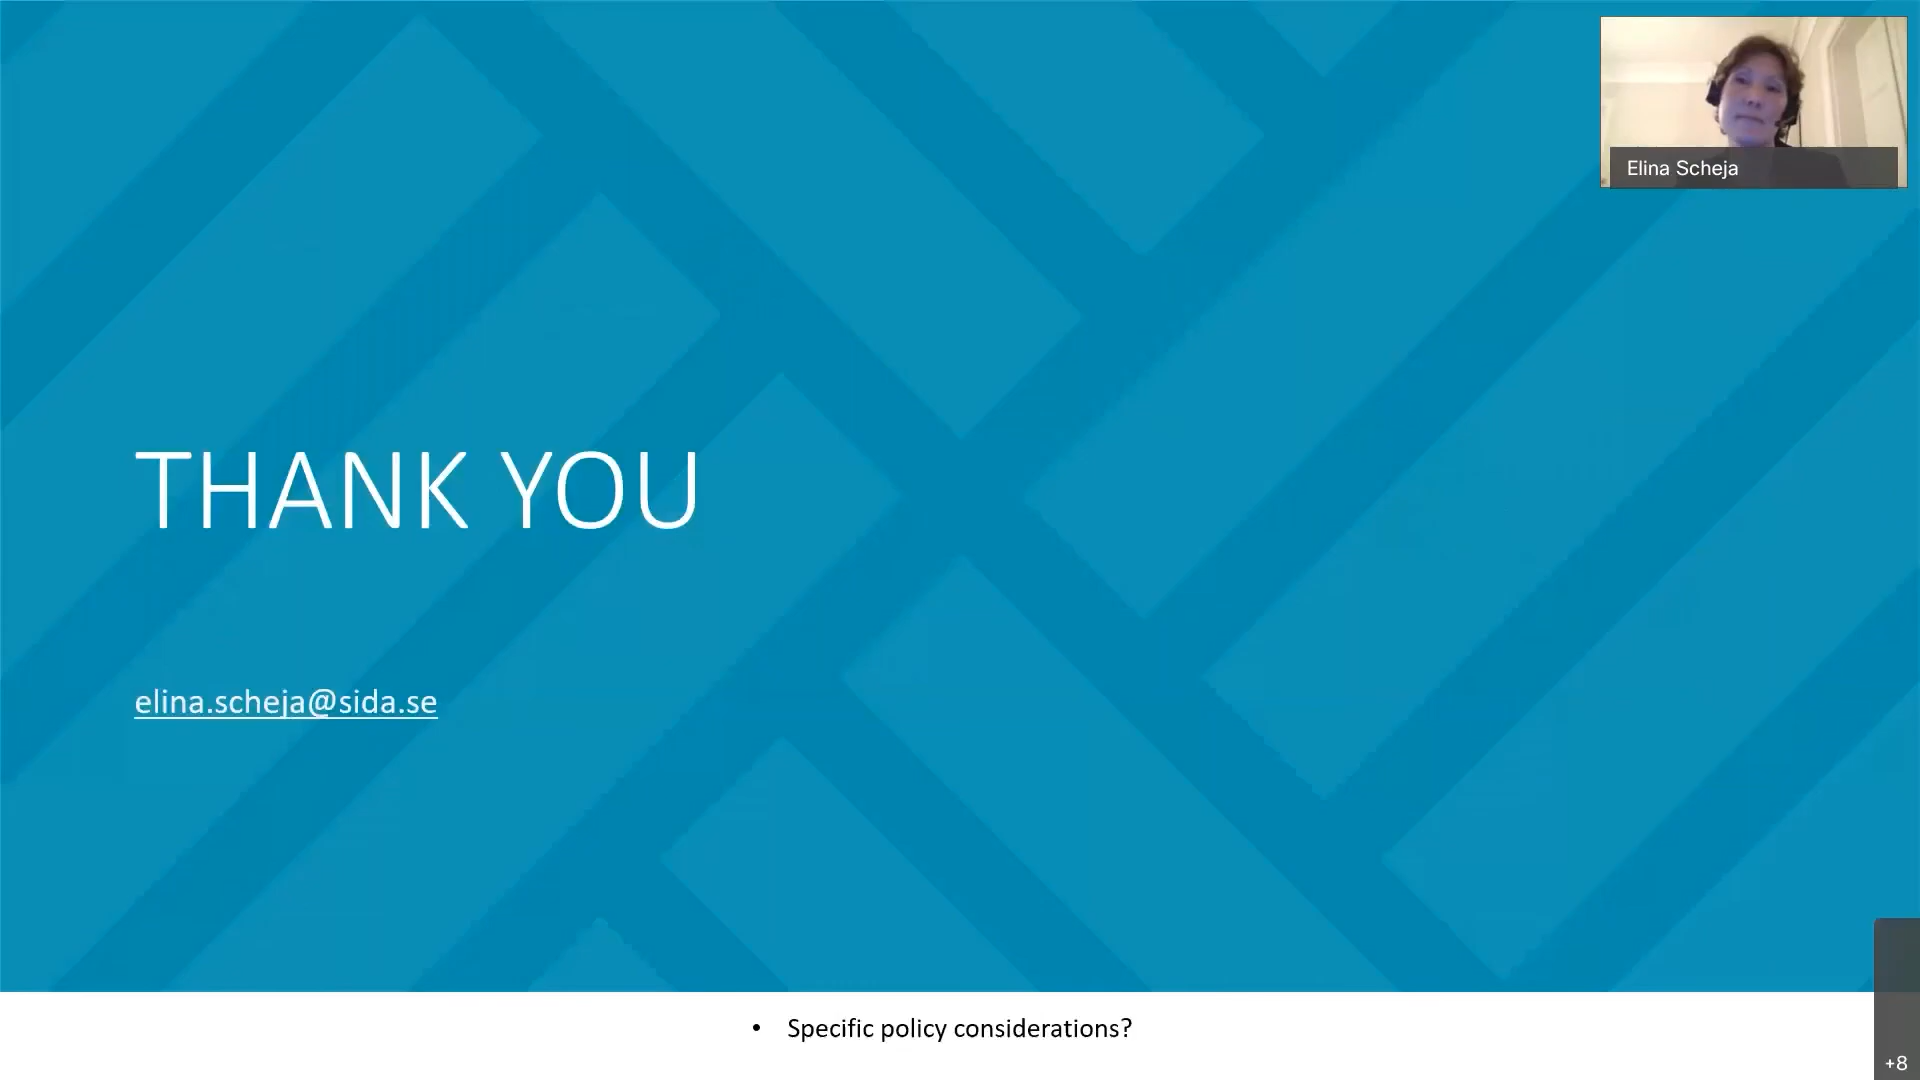 Elina Scheja
THANK YOU
elina.scheja@sida.se
• Specific policy considerations?
+8